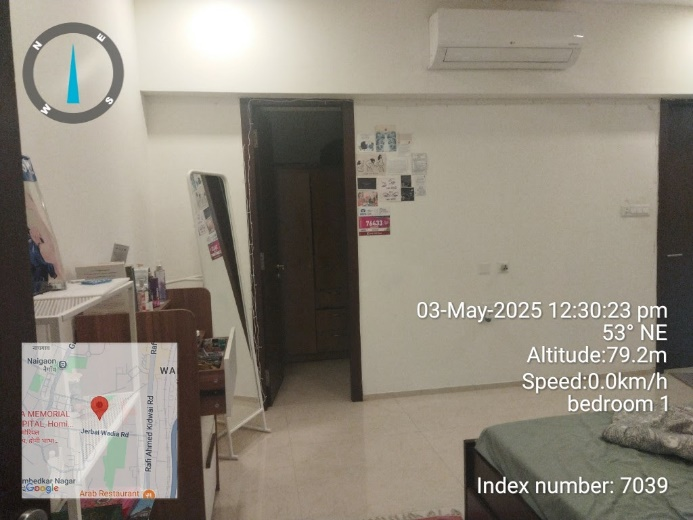 N
E
S
W
76433
03-May-2025 12:30:23 pm
53° NE
Altitude:79.2m
Speed:0.0km/h
bedroom 1
Index number: 7039
Naigaon
WA
A MEMORIAL
PITAL, Homi
Jerbai Wadia Rd
Rafi Ahmed Kidwai Rd
mbedkar Nagar
Google
Arab Restaurant